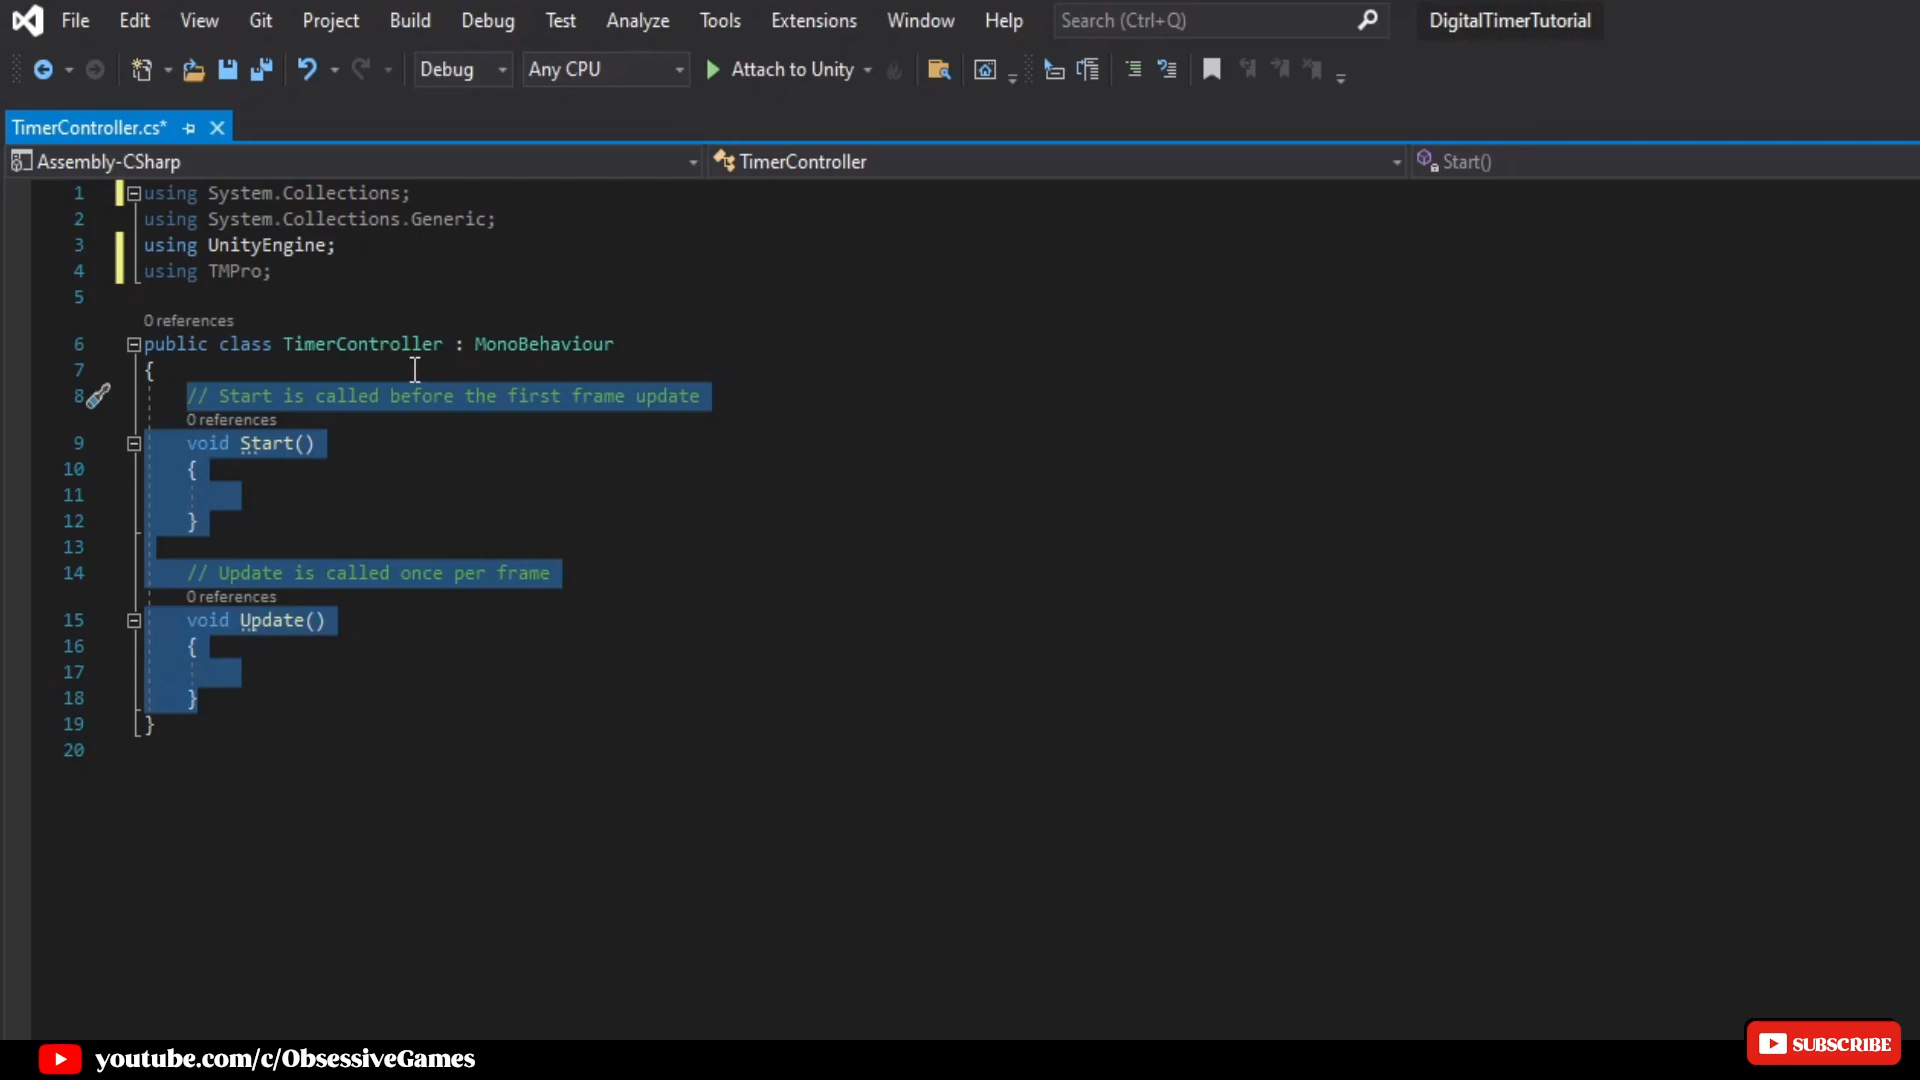 File Edit View Git Project Build Debug Test Analyze Tools Extensions Window Help Search (Ctrl+Q) DigitalTimerTutorial
Debug Any CPU Attach to Unity
TimerController.cs*
Assembly-CSharp TimerController Start()
1 using System.Collections;
2 using System.Collections.Generic;
3 using UnityEngine;
4 using TMPro;
5
0 references
6 public class TimerController : MonoBehaviour
7 {
8 // Start is called before the first frame update
0 references
9 void Start()
10 {
11
12 }
13
14 // Update is called once per frame
0 references
15 void Update()
16 {
17
18 }
19 }
20
youtube.com/c/ObsessiveGames
SUBSCRIBE